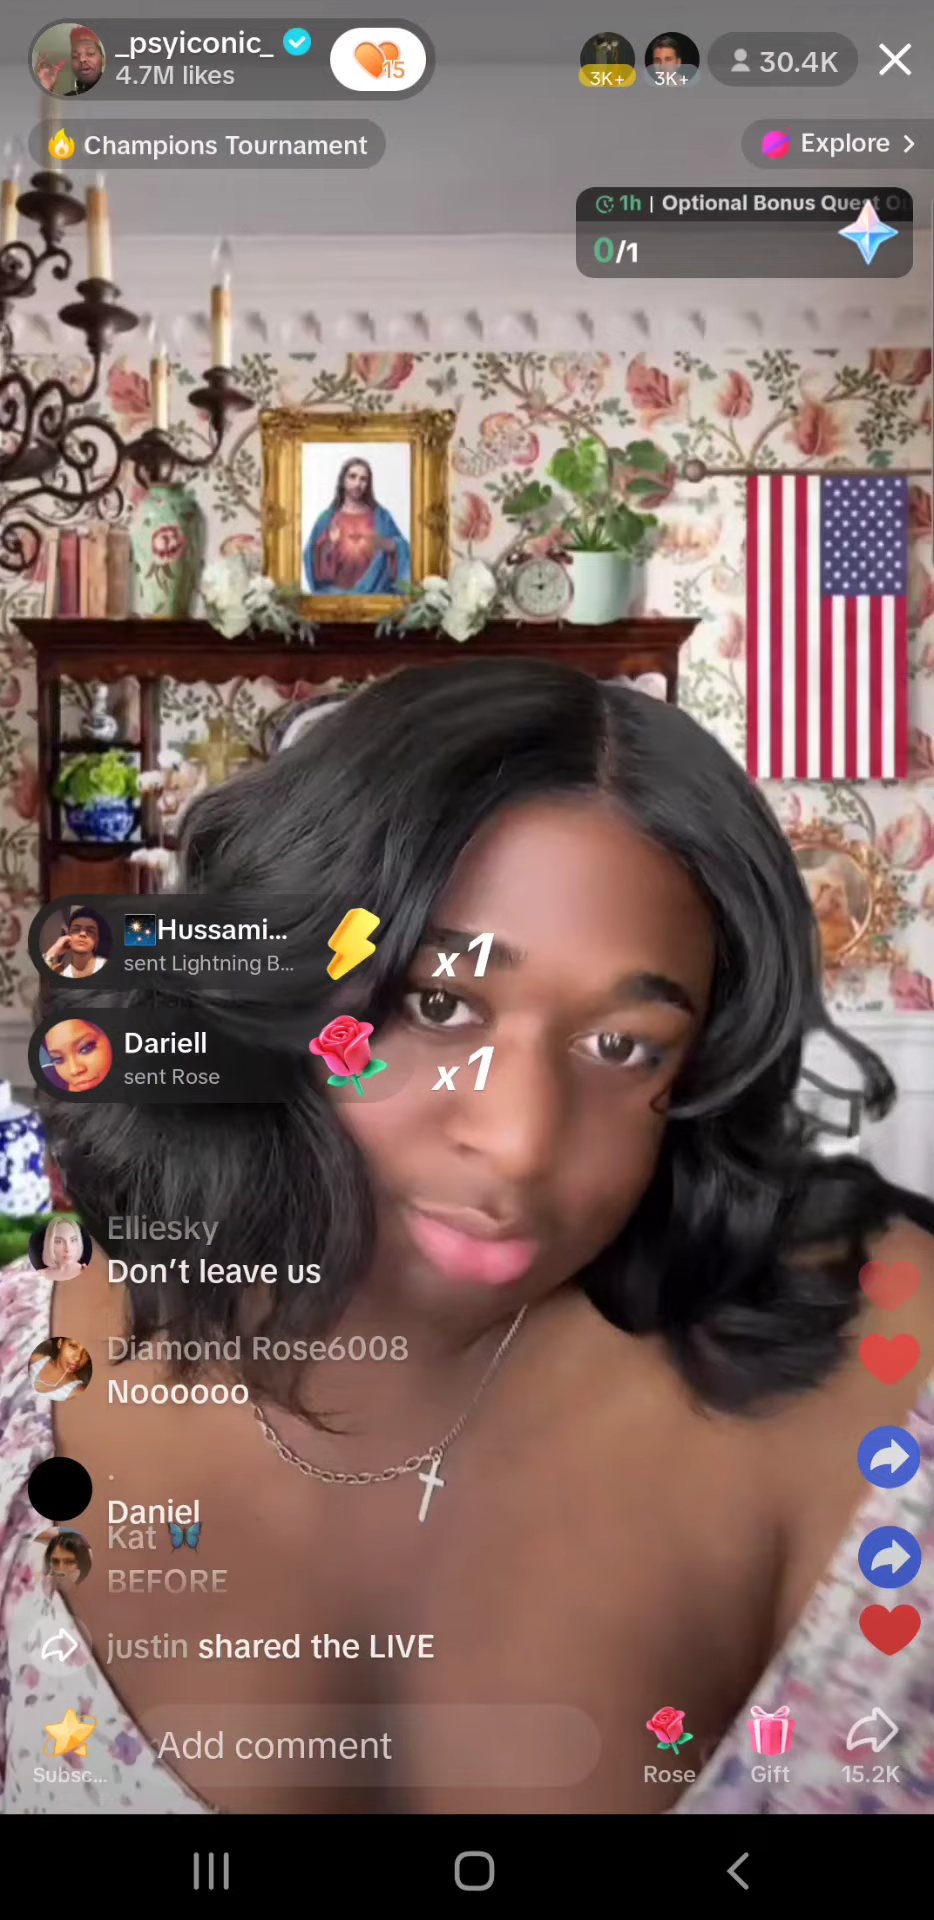 _psyiconic_
4.7M likes
15
3K+
3K+
30.4K
Champions Tournament
Explore >
1h | Optional Bonus Quest
0/1
Hussami...
sent Lightning B...
x1
Dariell
sent Rose
x1
Elliesky
Don't leave us
Diamond Rose6008
Noooooo
.
Daniel
Kat
BEFORE
justin shared the LIVE
Subsc...
Add comment
Rose
Gift
15.2K